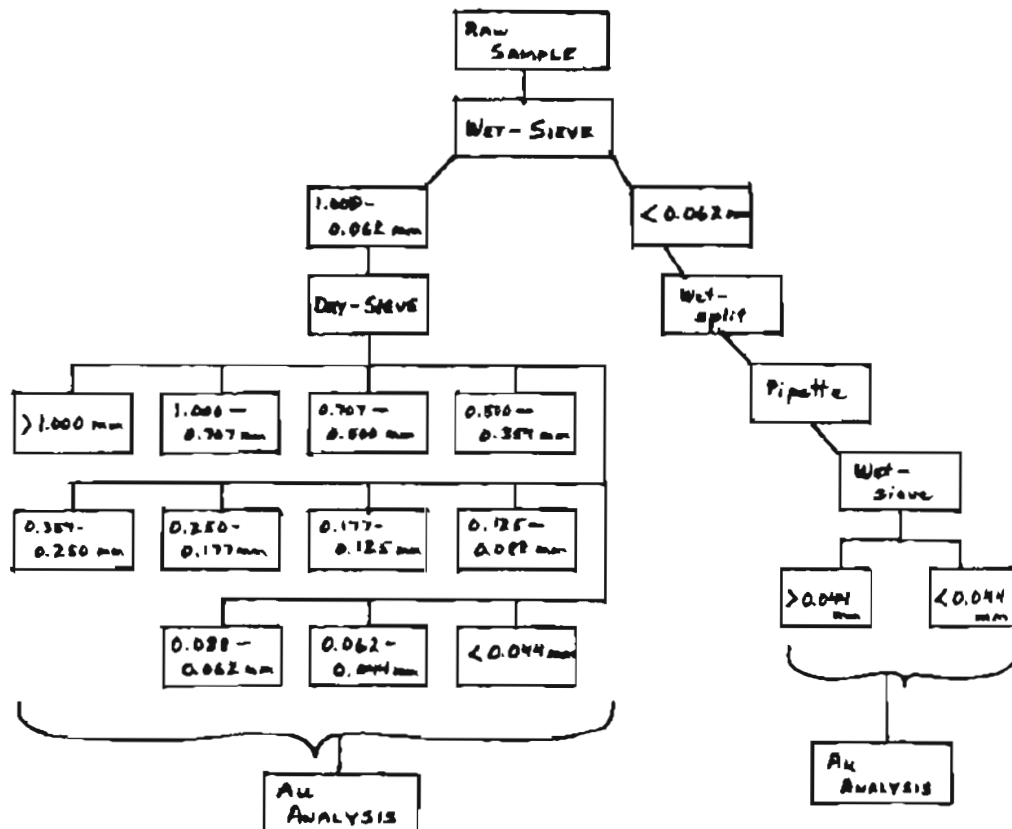 RAW
SAMPLE
WET-SIEVE
1.000-
0.062 mm
<0.062 mm
DRY-SIEVE
Wet-
split
>1.000 mm
1.000-
0.707 mm
0.707-
0.500 mm
0.500-
0.354 mm
Pipette
Wet-
sieve
0.354-
0.250 mm
0.250-
0.177 mm
0.177-
0.125 mm
0.125-
0.088 mm
>0.044
mm
<0.044
mm
0.088-
0.062 mm
0.062-
0.044 mm
<0.044 mm
Au
ANALYSIS
Au
ANALYSIS